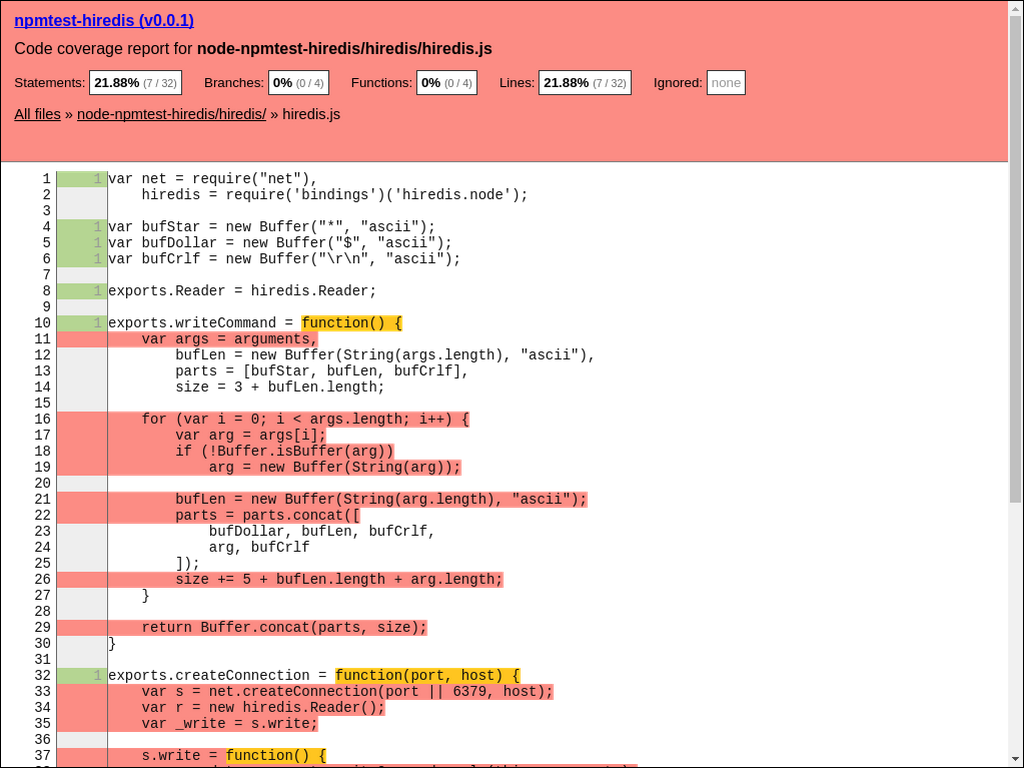 npmtest-hiredis (v0.0.1)
Code coverage report for node-npmtest-hiredis/hiredis/hiredis.js
Statements: 21.88% (7 / 32) Branches: 0% (0 / 4) Functions: 0% (0 / 4) Lines: 21.88% (7 / 32) Ignored: none
All files » node-npmtest-hiredis/hiredis/ » hiredis.js
1 1 var net = require("net"),
2 hiredis = require('bindings')('hiredis.node');
3
4 1 var bufStar = new Buffer("*", "ascii");
5 1 var bufDollar = new Buffer("$", "ascii");
6 1 var bufCrlf = new Buffer("\r\n", "ascii");
7
8 1 exports.Reader = hiredis.Reader;
9
10 1 exports.writeCommand = function() {
11 var args = arguments,
12 bufLen = new Buffer(String(args.length), "ascii"),
13 parts = [bufStar, bufLen, bufCrlf],
14 size = 3 + bufLen.length;
15
16 for (var i = 0; i < args.length; i++) {
17 var arg = args[i];
18 if (!Buffer.isBuffer(arg))
19 arg = new Buffer(String(arg));
20
21 bufLen = new Buffer(String(arg.length), "ascii");
22 parts = parts.concat([
23 bufDollar, bufLen, bufCrlf,
24 arg, bufCrlf
25 ]);
26 size += 5 + bufLen.length + arg.length;
27 }
28
29 return Buffer.concat(parts, size);
30 }
31
32 1 exports.createConnection = function(port, host) {
33 var s = net.createConnection(port || 6379, host);
34 var r = new hiredis.Reader();
35 var _write = s.write;
36
37 s.write = function() {